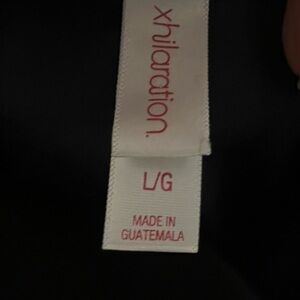 xhilaration.
L/G
MADE IN
GUATEMALA